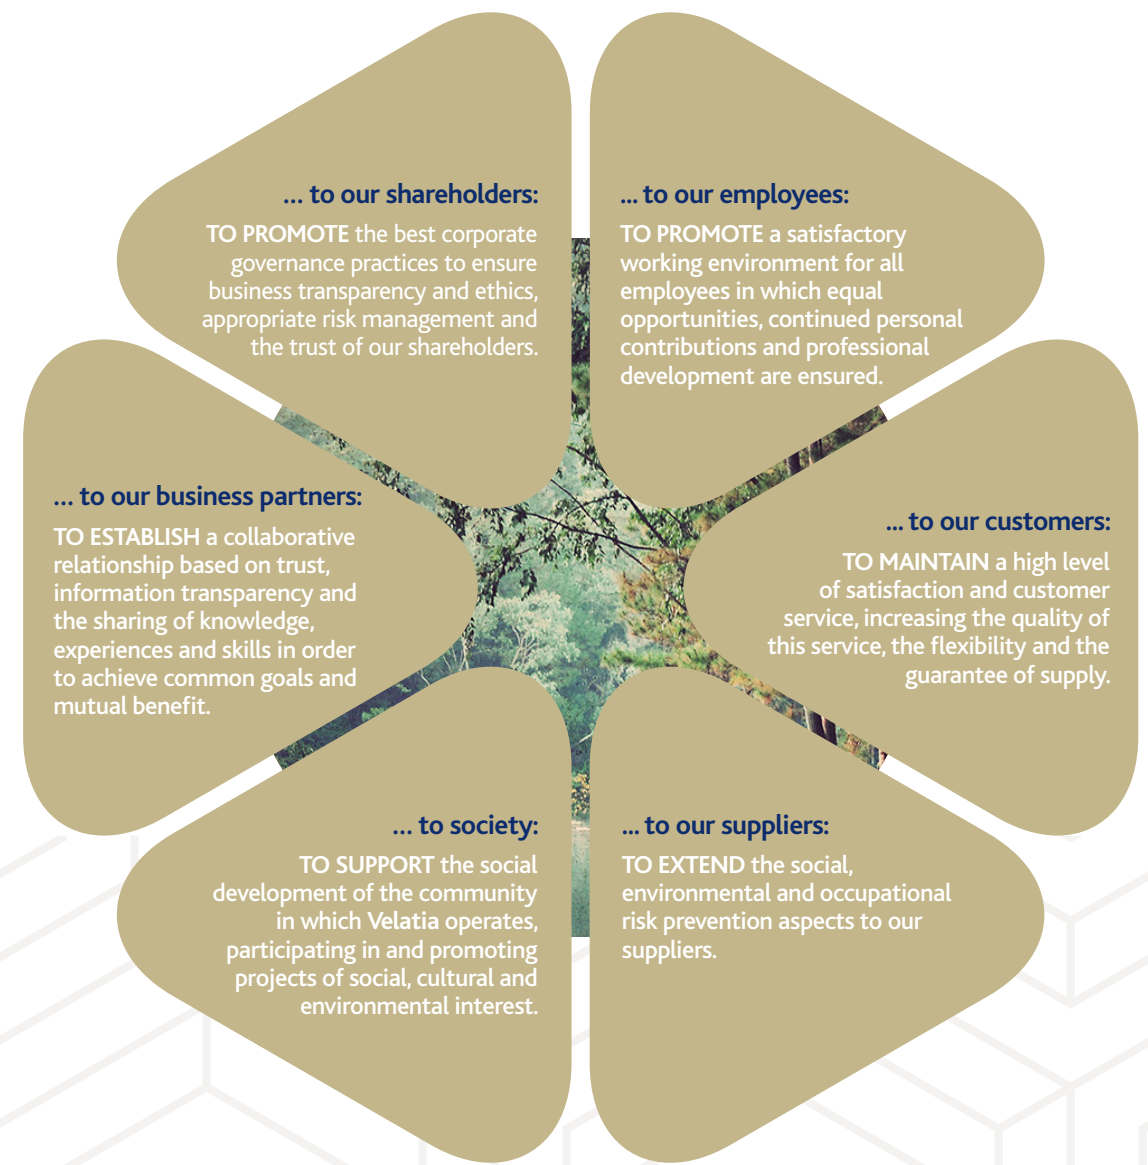 ... to our shareholders:
TO PROMOTE the best corporate
governance practices to ensure
business transparency and ethics,
appropriate risk management and
the trust of our shareholders.
... to our employees:
TO PROMOTE a satisfactory
working environment for all
employees in which equal
opportunities, continued personal
contributions and professional
development are ensured.
... to our business partners:
TO ESTABLISH a collaborative
relationship based on trust,
information transparency and
the sharing of knowledge,
experiences and skills in order
to achieve common goals and
mutual benefit.
... to our customers:
TO MAINTAIN a high level
of satisfaction and customer
service, increasing the quality of
this service, the flexibility and the
guarantee of supply.
... to society:
TO SUPPORT the social
development of the community
in which Velatia operates,
participating in and promoting
projects of social, cultural and
environmental interest.
... to our suppliers:
TO EXTEND the social,
environmental and occupational
risk prevention aspects to our
suppliers.